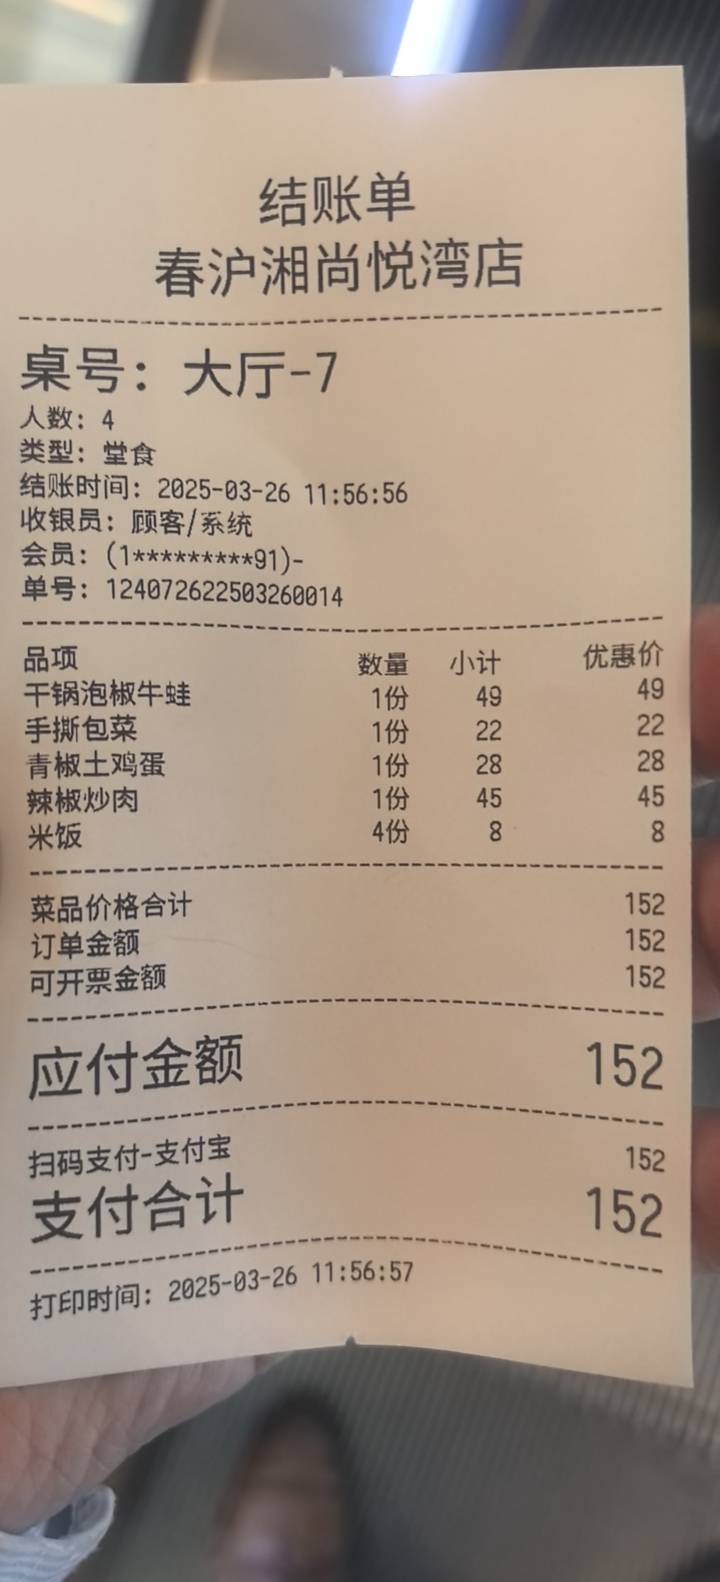 结账单
春沪湘尚悦湾店
桌号：大厅-7
人数：4
类型：堂食
结账时间：2025-03-26 11:56:56
收银员：顾客/系统
会员：(1*********91)-
单号：124072622503260014
品项 数量 小计 优惠价
干锅泡椒牛蛙 1份 49 49
手撕包菜 1份 22 22
青椒土鸡蛋 1份 28 28
辣椒炒肉 1份 45 45
米饭 4份 8 8
菜品价格合计 152
订单金额 152
可开票金额 152
应付金额 152
扫码支付-支付宝 152
支付合计 152
打印时间：2025-03-26 11:56:57